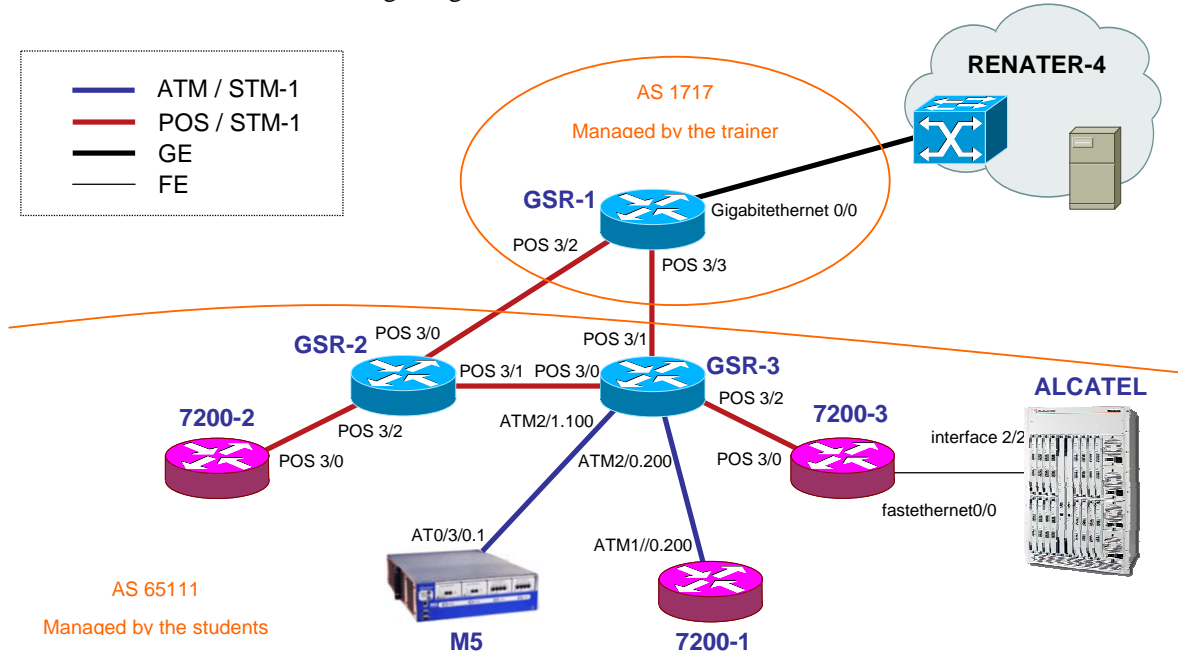 ATM / STM-1
POS / STM-1
GE
FE
RENATER-4
AS 1717
Managed by the trainer
GSR-1
Gigabitethernet 0/0
POS 3/2
POS 3/3
POS 3/0
POS 3/1
GSR-2
GSR-3
POS 3/1
POS 3/0
POS 3/2
ALCATEL
7200-2
7200-3
POS 3/2
ATM2/1.100
interface 2/2
ATM2/0.200
POS 3/0
POS 3/0
fastethernet0/0
AT0/3/0.1
ATM1//0.200
AS 65111
Managed by the students
M5
7200-1